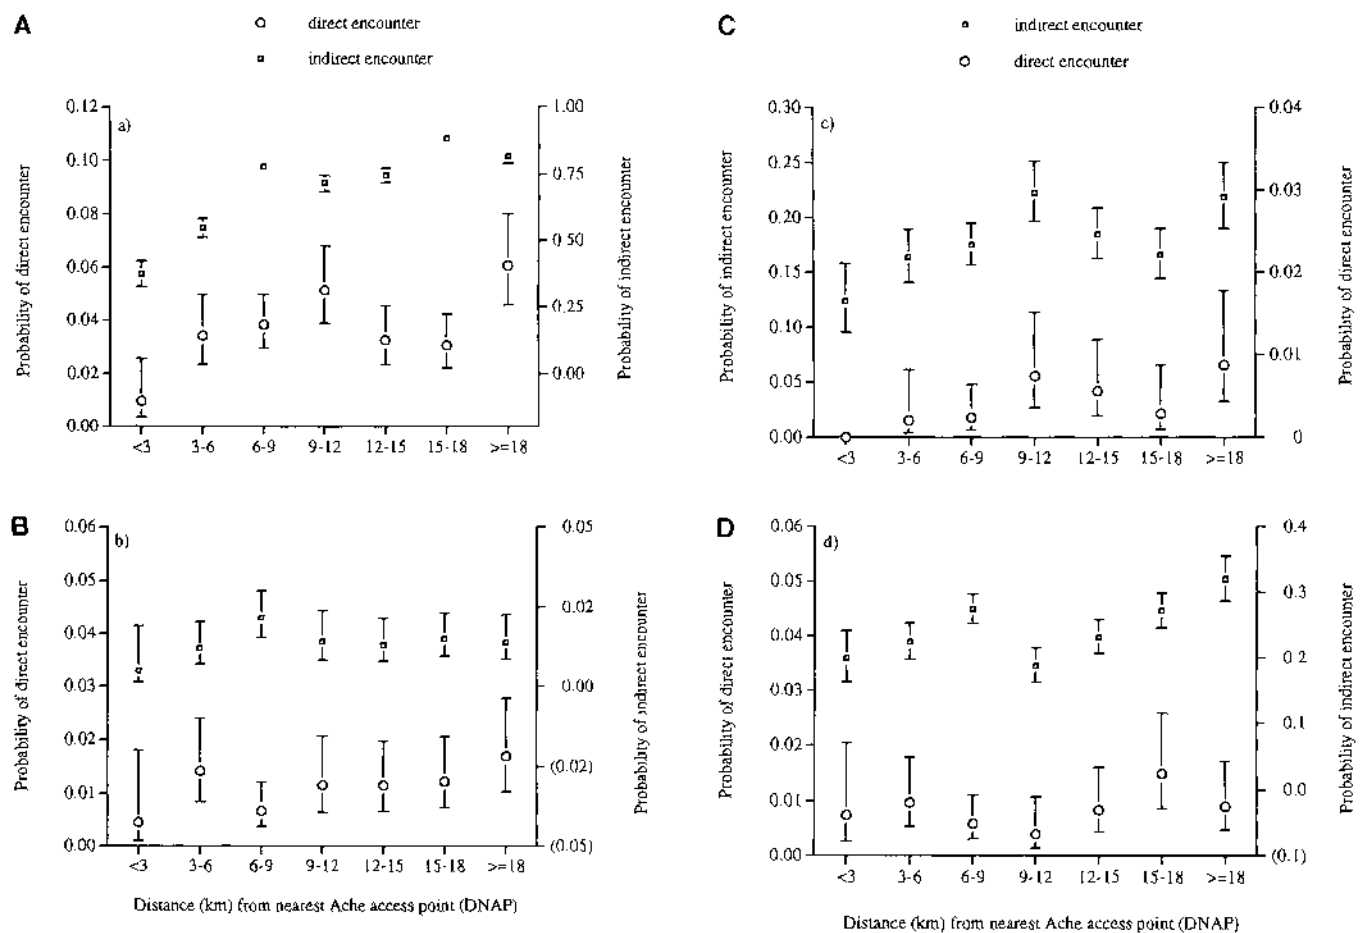 A
direct encounter
indirect encounter
a)
Probability of direct encounter
0.12
0.10
0.08
0.06
0.04
0.02
0.00
1.00
0.75
0.50
0.25
0.00
Probability of indirect encounter
<3 3-6 6-9 9-12 12-15 15-18 >=18
B
b)
Probability of direct encounter
0.06
0.05
0.04
0.03
0.02
0.01
0.00
0.05
0.02
0.00
(0.02)
(0.05)
Probability of indirect encounter
<3 3-6 6-9 9-12 12-15 15-18 >=18
Distance (km) from nearest Ache access point (DNAP)
C
indirect encounter
direct encounter
c)
Probability of indirect encounter
0.30
0.25
0.20
0.15
0.10
0.05
0.00
0.04
0.03
0.02
0.01
0
Probability of direct encounter
<3 3-6 6-9 9-12 12-15 15-18 >=18
D
d)
Probability of direct encounter
0.06
0.05
0.04
0.03
0.02
0.01
0.00
0.4
0.3
0.2
0.1
0.0
(0.1)
Probability of indirect encounter
<3 3-6 6-9 9-12 12-15 15-18 >=18
Distance (km) from nearest Ache access point (DNAP)